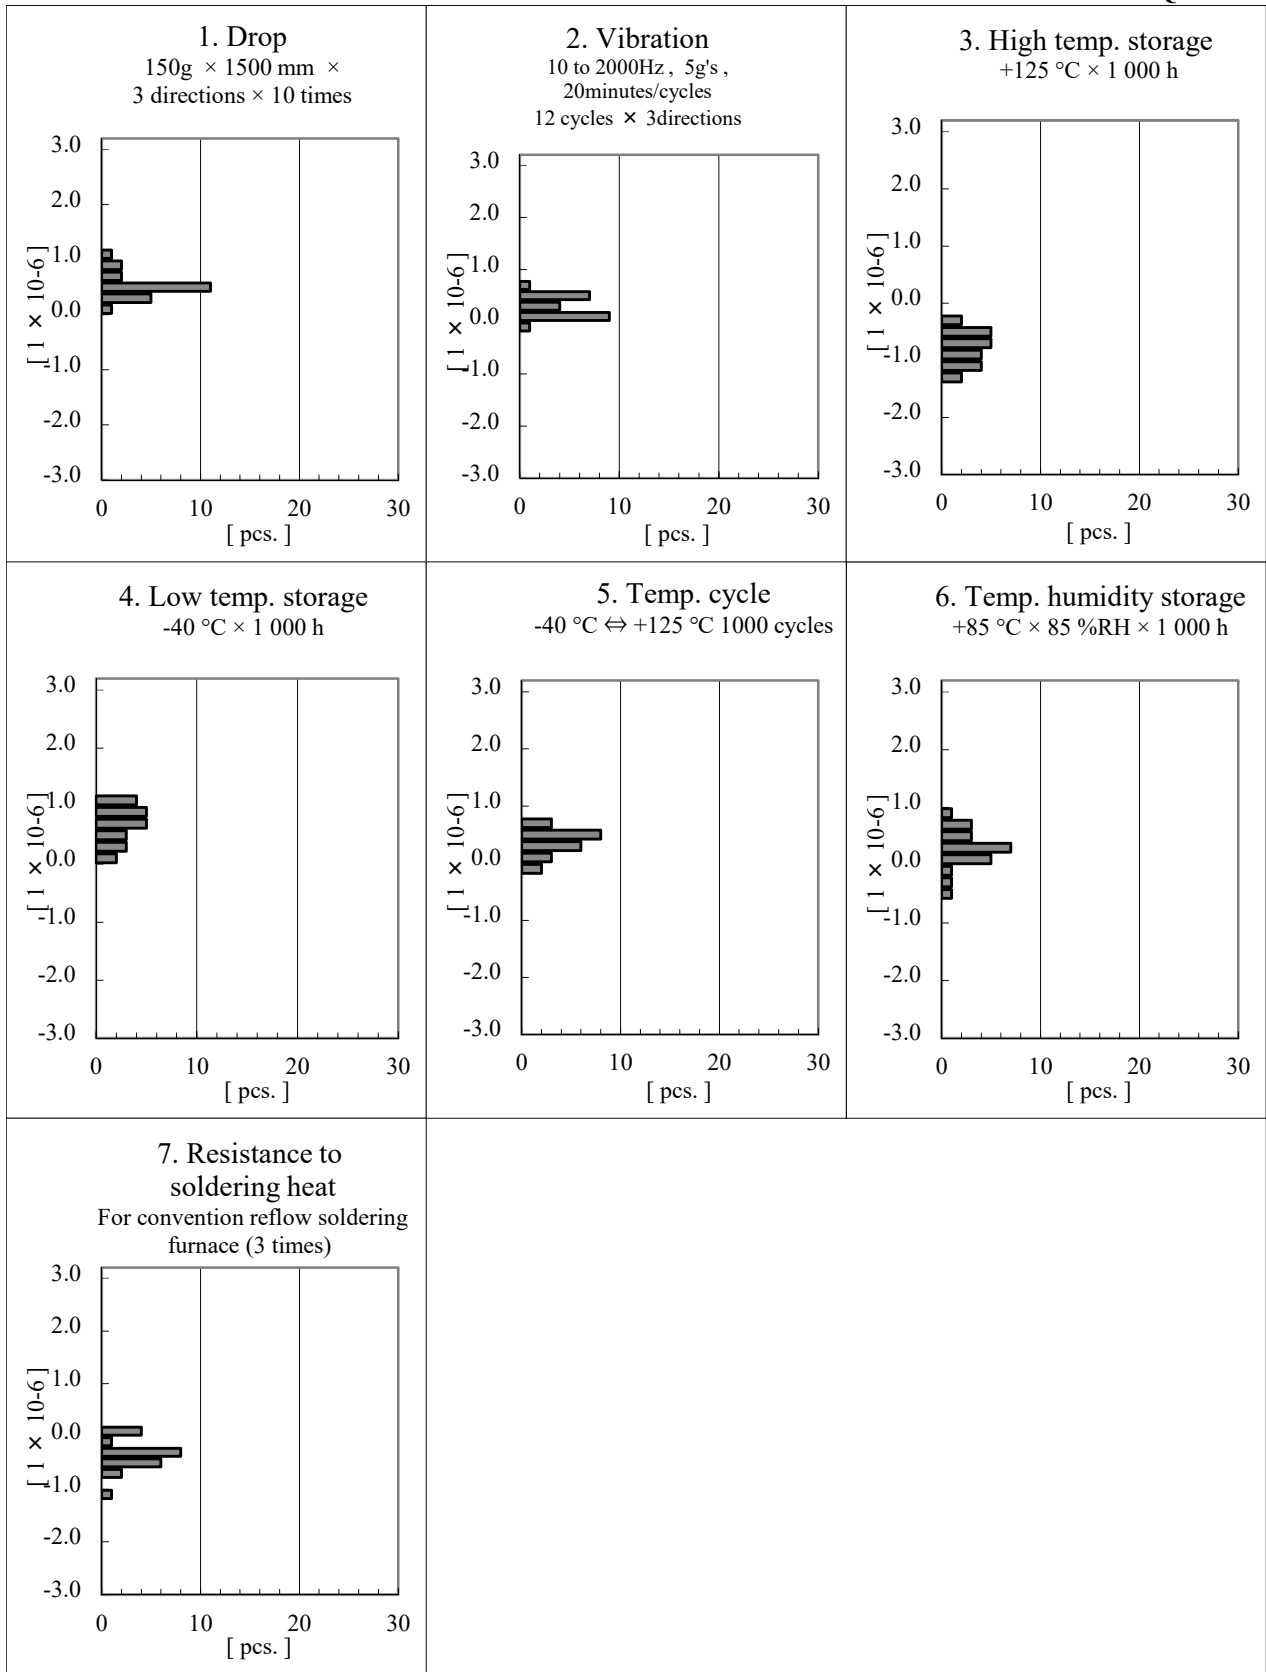 1. Drop
150g × 1500 mm ×
3 directions × 10 times
3.0
2.0
1.0
0.0
-1.0
-2.0
-3.0
[ 1 × 10-6 ]
0 10 20 30
[ pcs. ]
2. Vibration
10 to 2000Hz , 5g's ,
20minutes/cycles
12 cycles × 3directions
3.0
2.0
1.0
0.0
-1.0
-2.0
-3.0
[ 1 × 10-6 ]
0 10 20 30
[ pcs. ]
3. High temp. storage
+125 °C × 1 000 h
3.0
2.0
1.0
0.0
-1.0
-2.0
-3.0
[ 1 × 10-6 ]
0 10 20 30
[ pcs. ]
4. Low temp. storage
-40 °C × 1 000 h
3.0
2.0
1.0
0.0
-1.0
-2.0
-3.0
[ 1 × 10-6 ]
0 10 20 30
[ pcs. ]
5. Temp. cycle
-40 °C ⇔ +125 °C 1000 cycles
3.0
2.0
1.0
0.0
-1.0
-2.0
-3.0
[ 1 × 10-6 ]
0 10 20 30
[ pcs. ]
6. Temp. humidity storage
+85 °C × 85 %RH × 1 000 h
3.0
2.0
1.0
0.0
-1.0
-2.0
-3.0
[ 1 × 10-6 ]
0 10 20 30
[ pcs. ]
7. Resistance to
soldering heat
For convention reflow soldering
furnace (3 times)
3.0
2.0
1.0
0.0
-1.0
-2.0
-3.0
[ 1 × 10-6 ]
0 10 20 30
[ pcs. ]